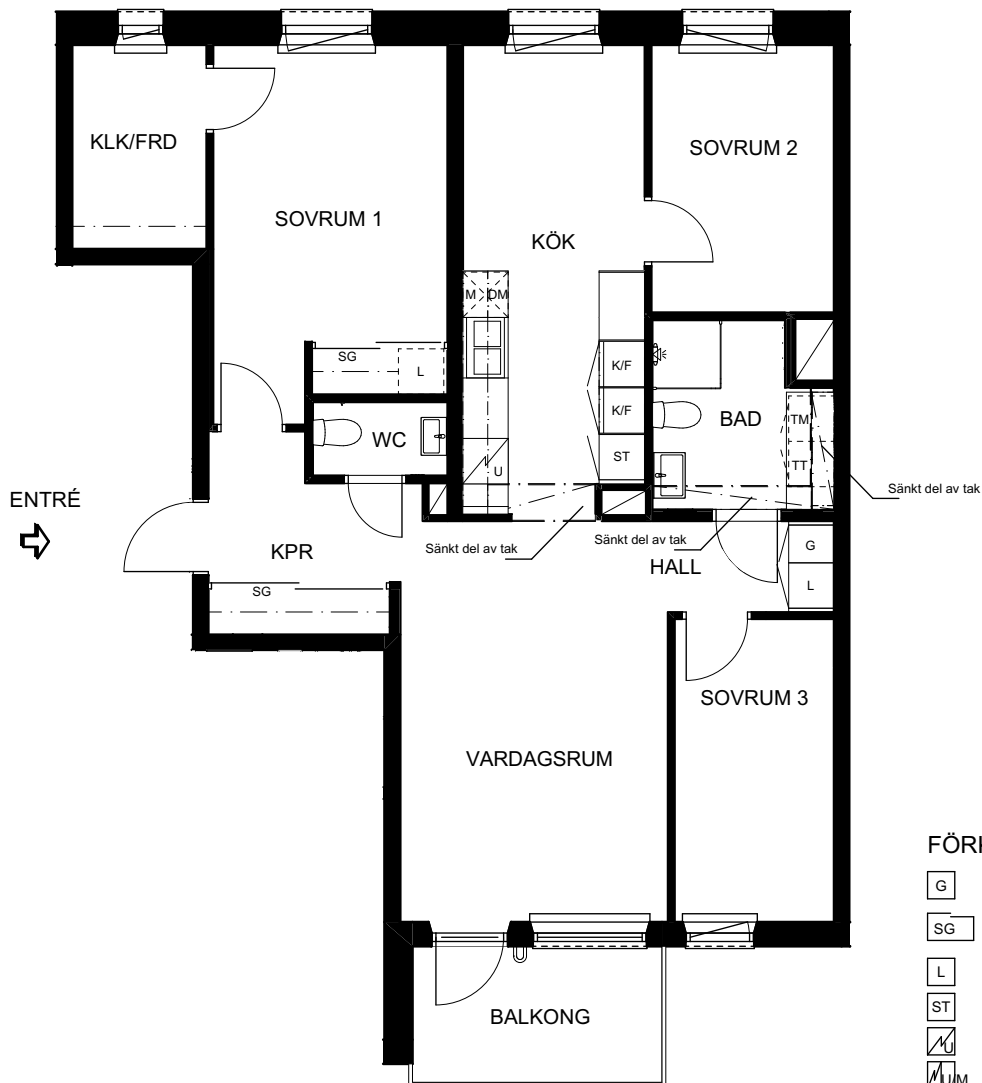 KLK/FRD
SOVRUM 1
KÖK
SOVRUM 2
M DM
SG
L
K/F
K/F
ST
U
WC
BAD
TM
TT
ENTRÉ
KPR
SG
Sänkt del av tak
Sänkt del av tak
Sänkt del av tak
HALL
G
L
SOVRUM 3
VARDAGSRUM
BALKONG
G
SG
L
ST
U